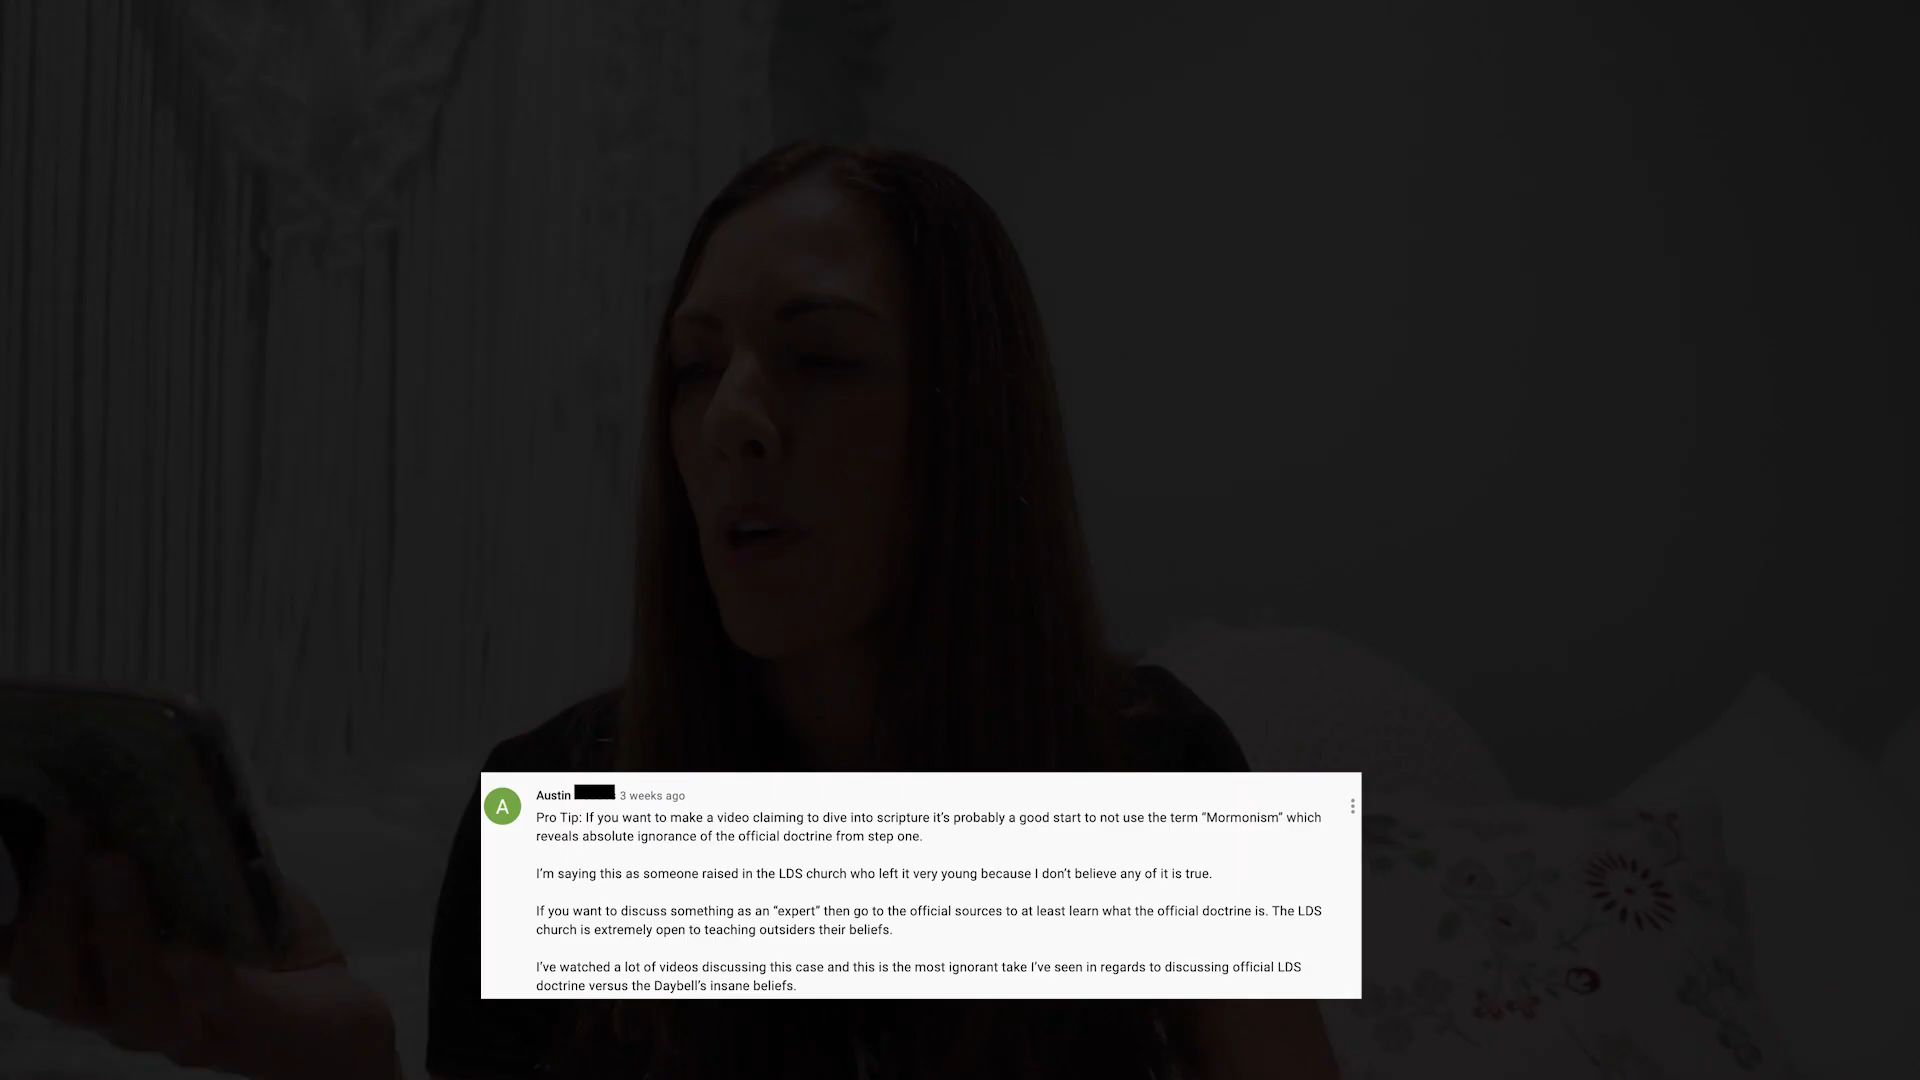 A
Austin 3 weeks ago
Pro Tip: If you want to make a video claiming to dive into scripture it's probably a good start to not use the term “Mormonism” which
reveals absolute ignorance of the official doctrine from step one.
I'm saying this as someone raised in the LDS church who left it very young because I don't believe any of it is true.
If you want to discuss something as an “expert” then go to the official sources to at least learn what the official doctrine is. The LDS
church is extremely open to teaching outsiders their beliefs.
I've watched a lot of videos discussing this case and this is the most ignorant take I've seen in regards to discussing official LDS
doctrine versus the Daybell's insane beliefs.